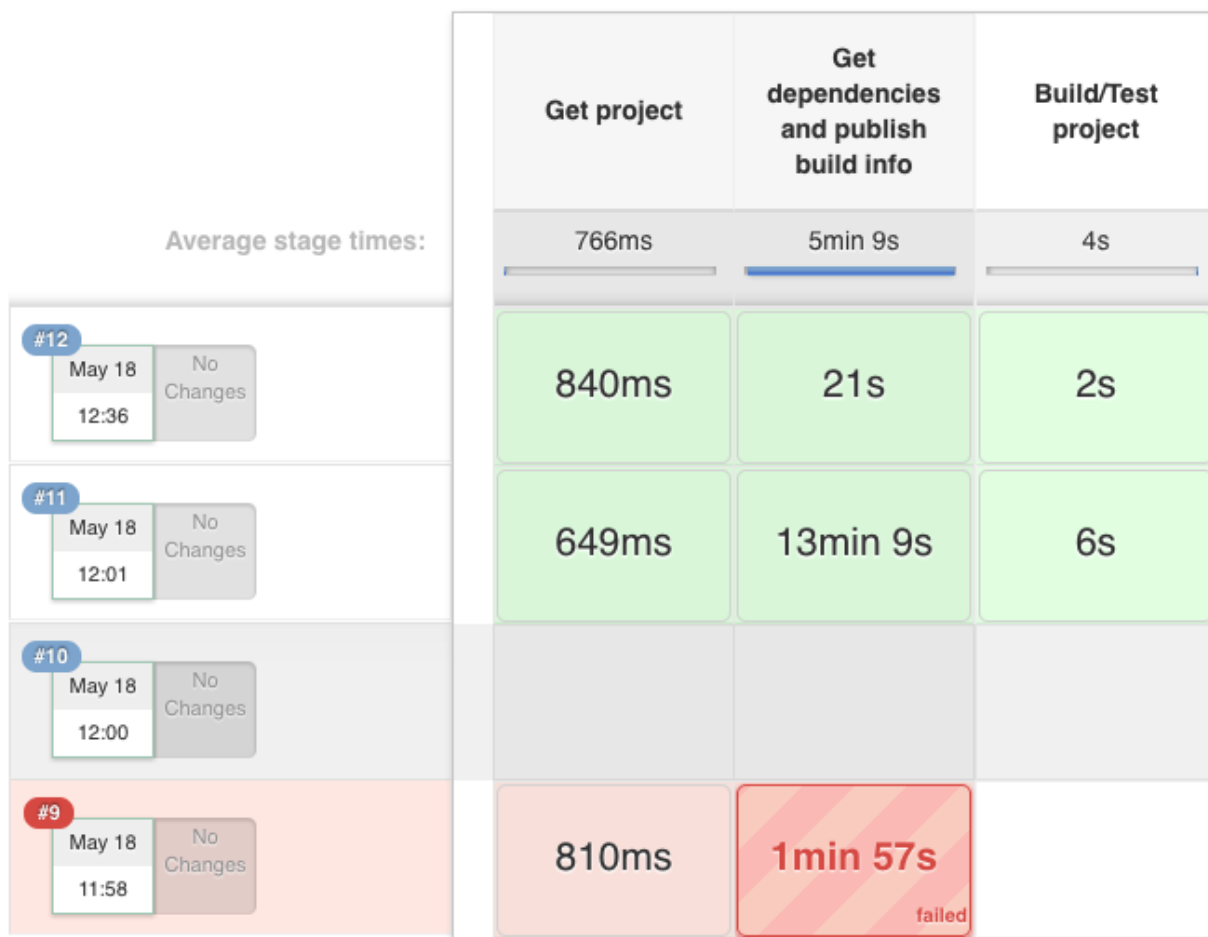 Get project
Get
dependencies
and publish
build info
Build/Test
project
Average stage times:
766ms
5min 9s
4s
#12
May 18
12:36
No
Changes
840ms
21s
2s
#11
May 18
12:01
No
Changes
649ms
13min 9s
6s
#10
May 18
12:00
No
Changes
#9
May 18
11:58
No
Changes
810ms
1min 57s
failed